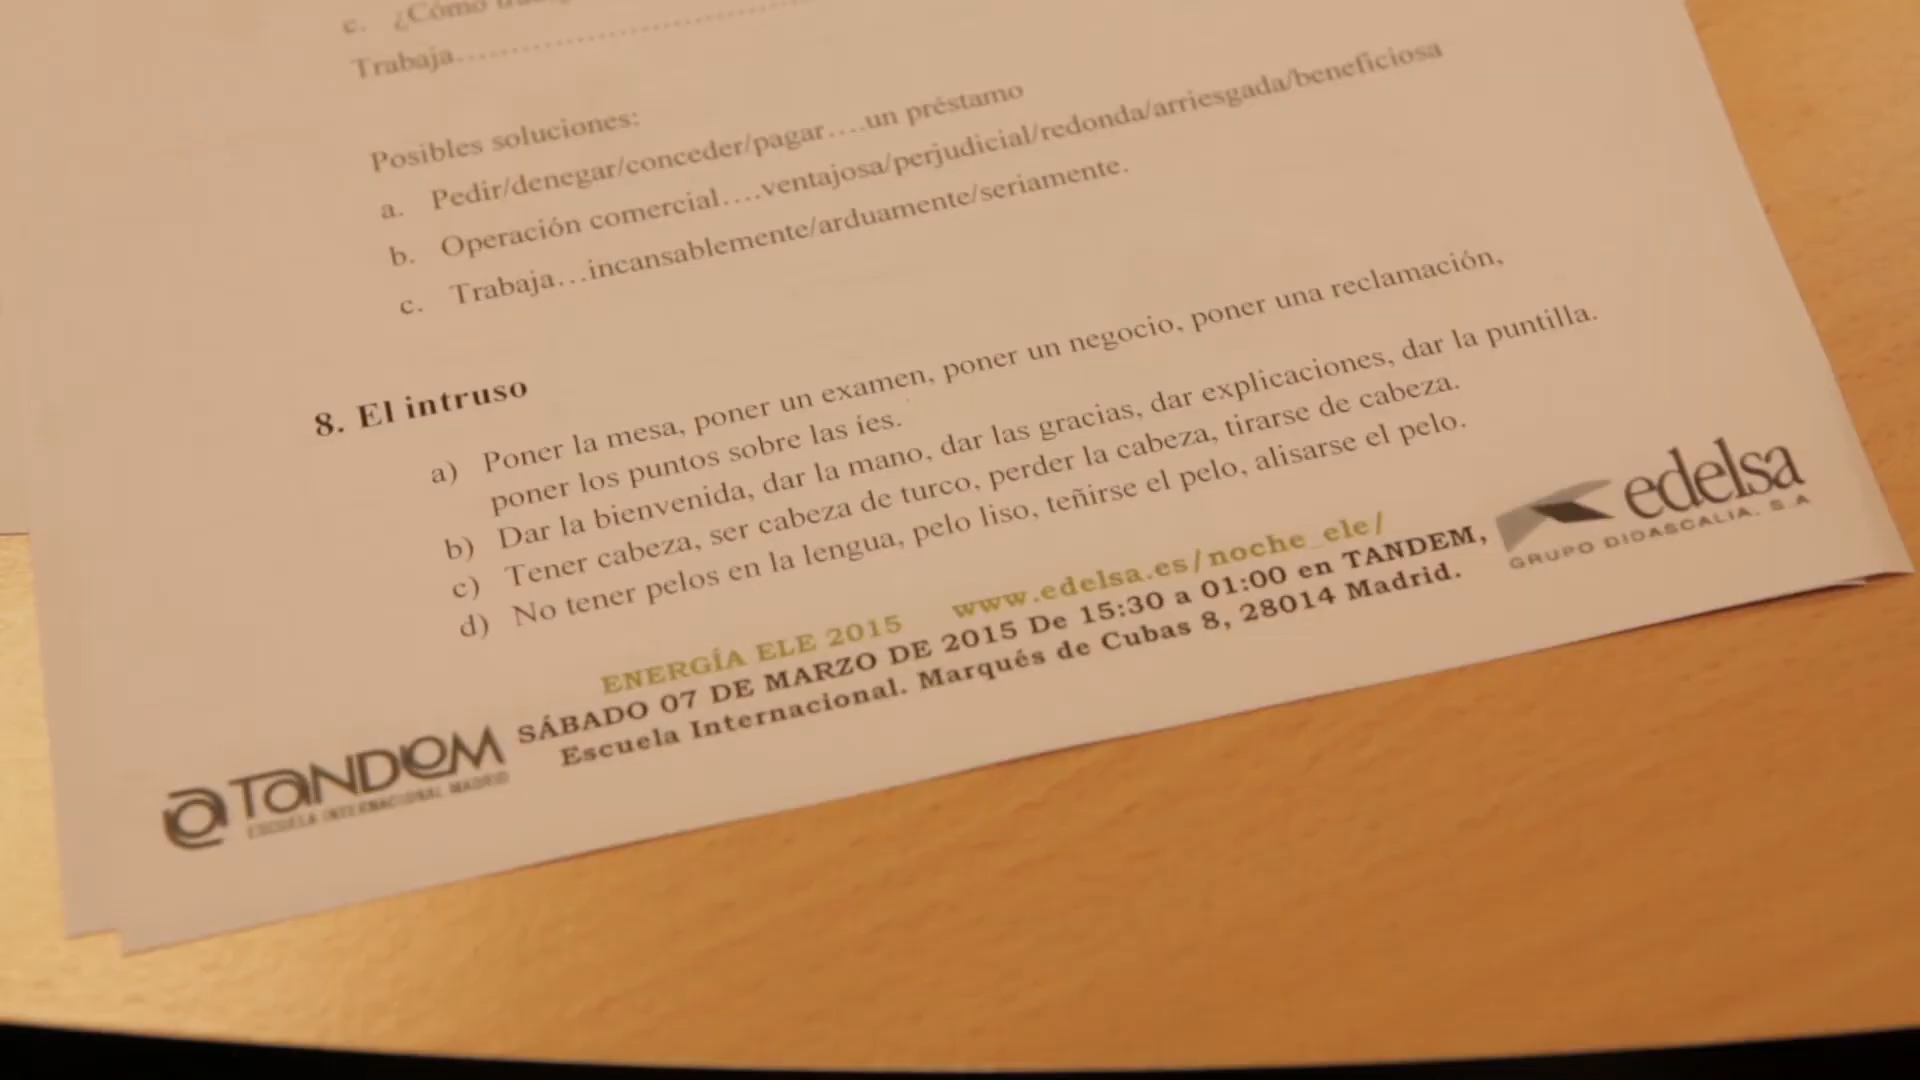 c. ¿Cómo
Trabaja..............................
Posibles soluciones:
a. Pedir/denegar/conceder/pagar....un préstamo
b. Operación comercial....ventajosa/perjudicial/redonda/arriesgada/beneficiosa
c. Trabaja...incansablemente/arduamente/seriamente.
8. El intruso
a) Poner la mesa, poner un examen, poner un negocio, poner una reclamación,
poner los puntos sobre las íes.
b) Dar la bienvenida, dar la mano, dar las gracias, dar explicaciones, dar la puntilla.
c) Tener cabeza, ser cabeza de turco, perder la cabeza, tirarse de cabeza.
d) No tener pelos en la lengua, pelo liso, teñirse el pelo, alisarse el pelo.
ENERGÍA ELE 2015 www.edelsa.es/noche_ele/
SÁBADO 07 DE MARZO DE 2015 De 15:30 a 01:00 en TANDEM,
Escuela Internacional. Marqués de Cubas 8, 28014 Madrid.
TANDEM
ESCUELA INTERNACIONAL MADRID
edelsa
GRUPO DIDASCALIA, S.A